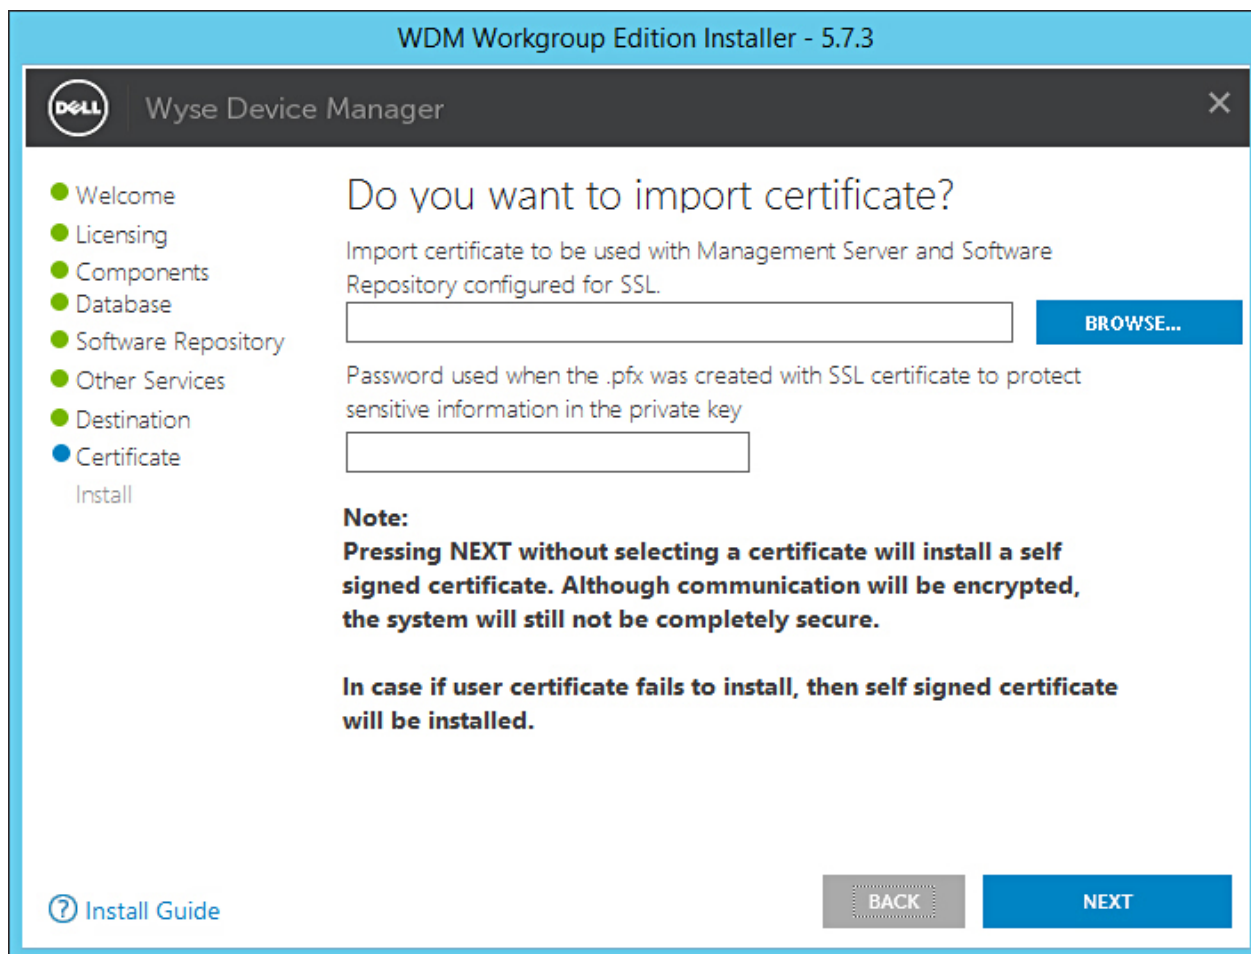 WDM Workgroup Edition Installer - 5.7.3
DELL
Wyse Device Manager
Welcome
Licensing
Components
Database
Software Repository
Other Services
Destination
Certificate
Install
Do you want to import certificate?
Import certificate to be used with Management Server and Software
Repository configured for SSL.
BROWSE...
Password used when the .pfx was created with SSL certificate to protect
sensitive information in the private key
Note:
Pressing NEXT without selecting a certificate will install a self
signed certificate. Although communication will be encrypted,
the system will still not be completely secure.
In case if user certificate fails to install, then self signed certificate
will be installed.
? Install Guide
BACK
NEXT